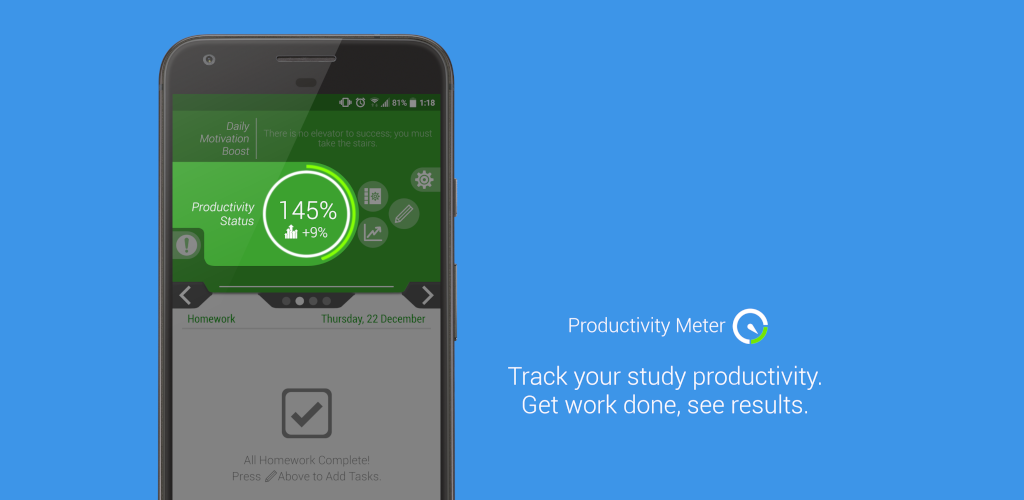 81% 1:18
Daily
Motivation
Boost
There is no elevator to success, you must
take the stairs.
Productivity
Status
145%
+9%
Homework Thursday, 22 December
All Homework Complete!
Press Above to Add Tasks.
Productivity Meter
Track your study productivity.
Get work done, see results.